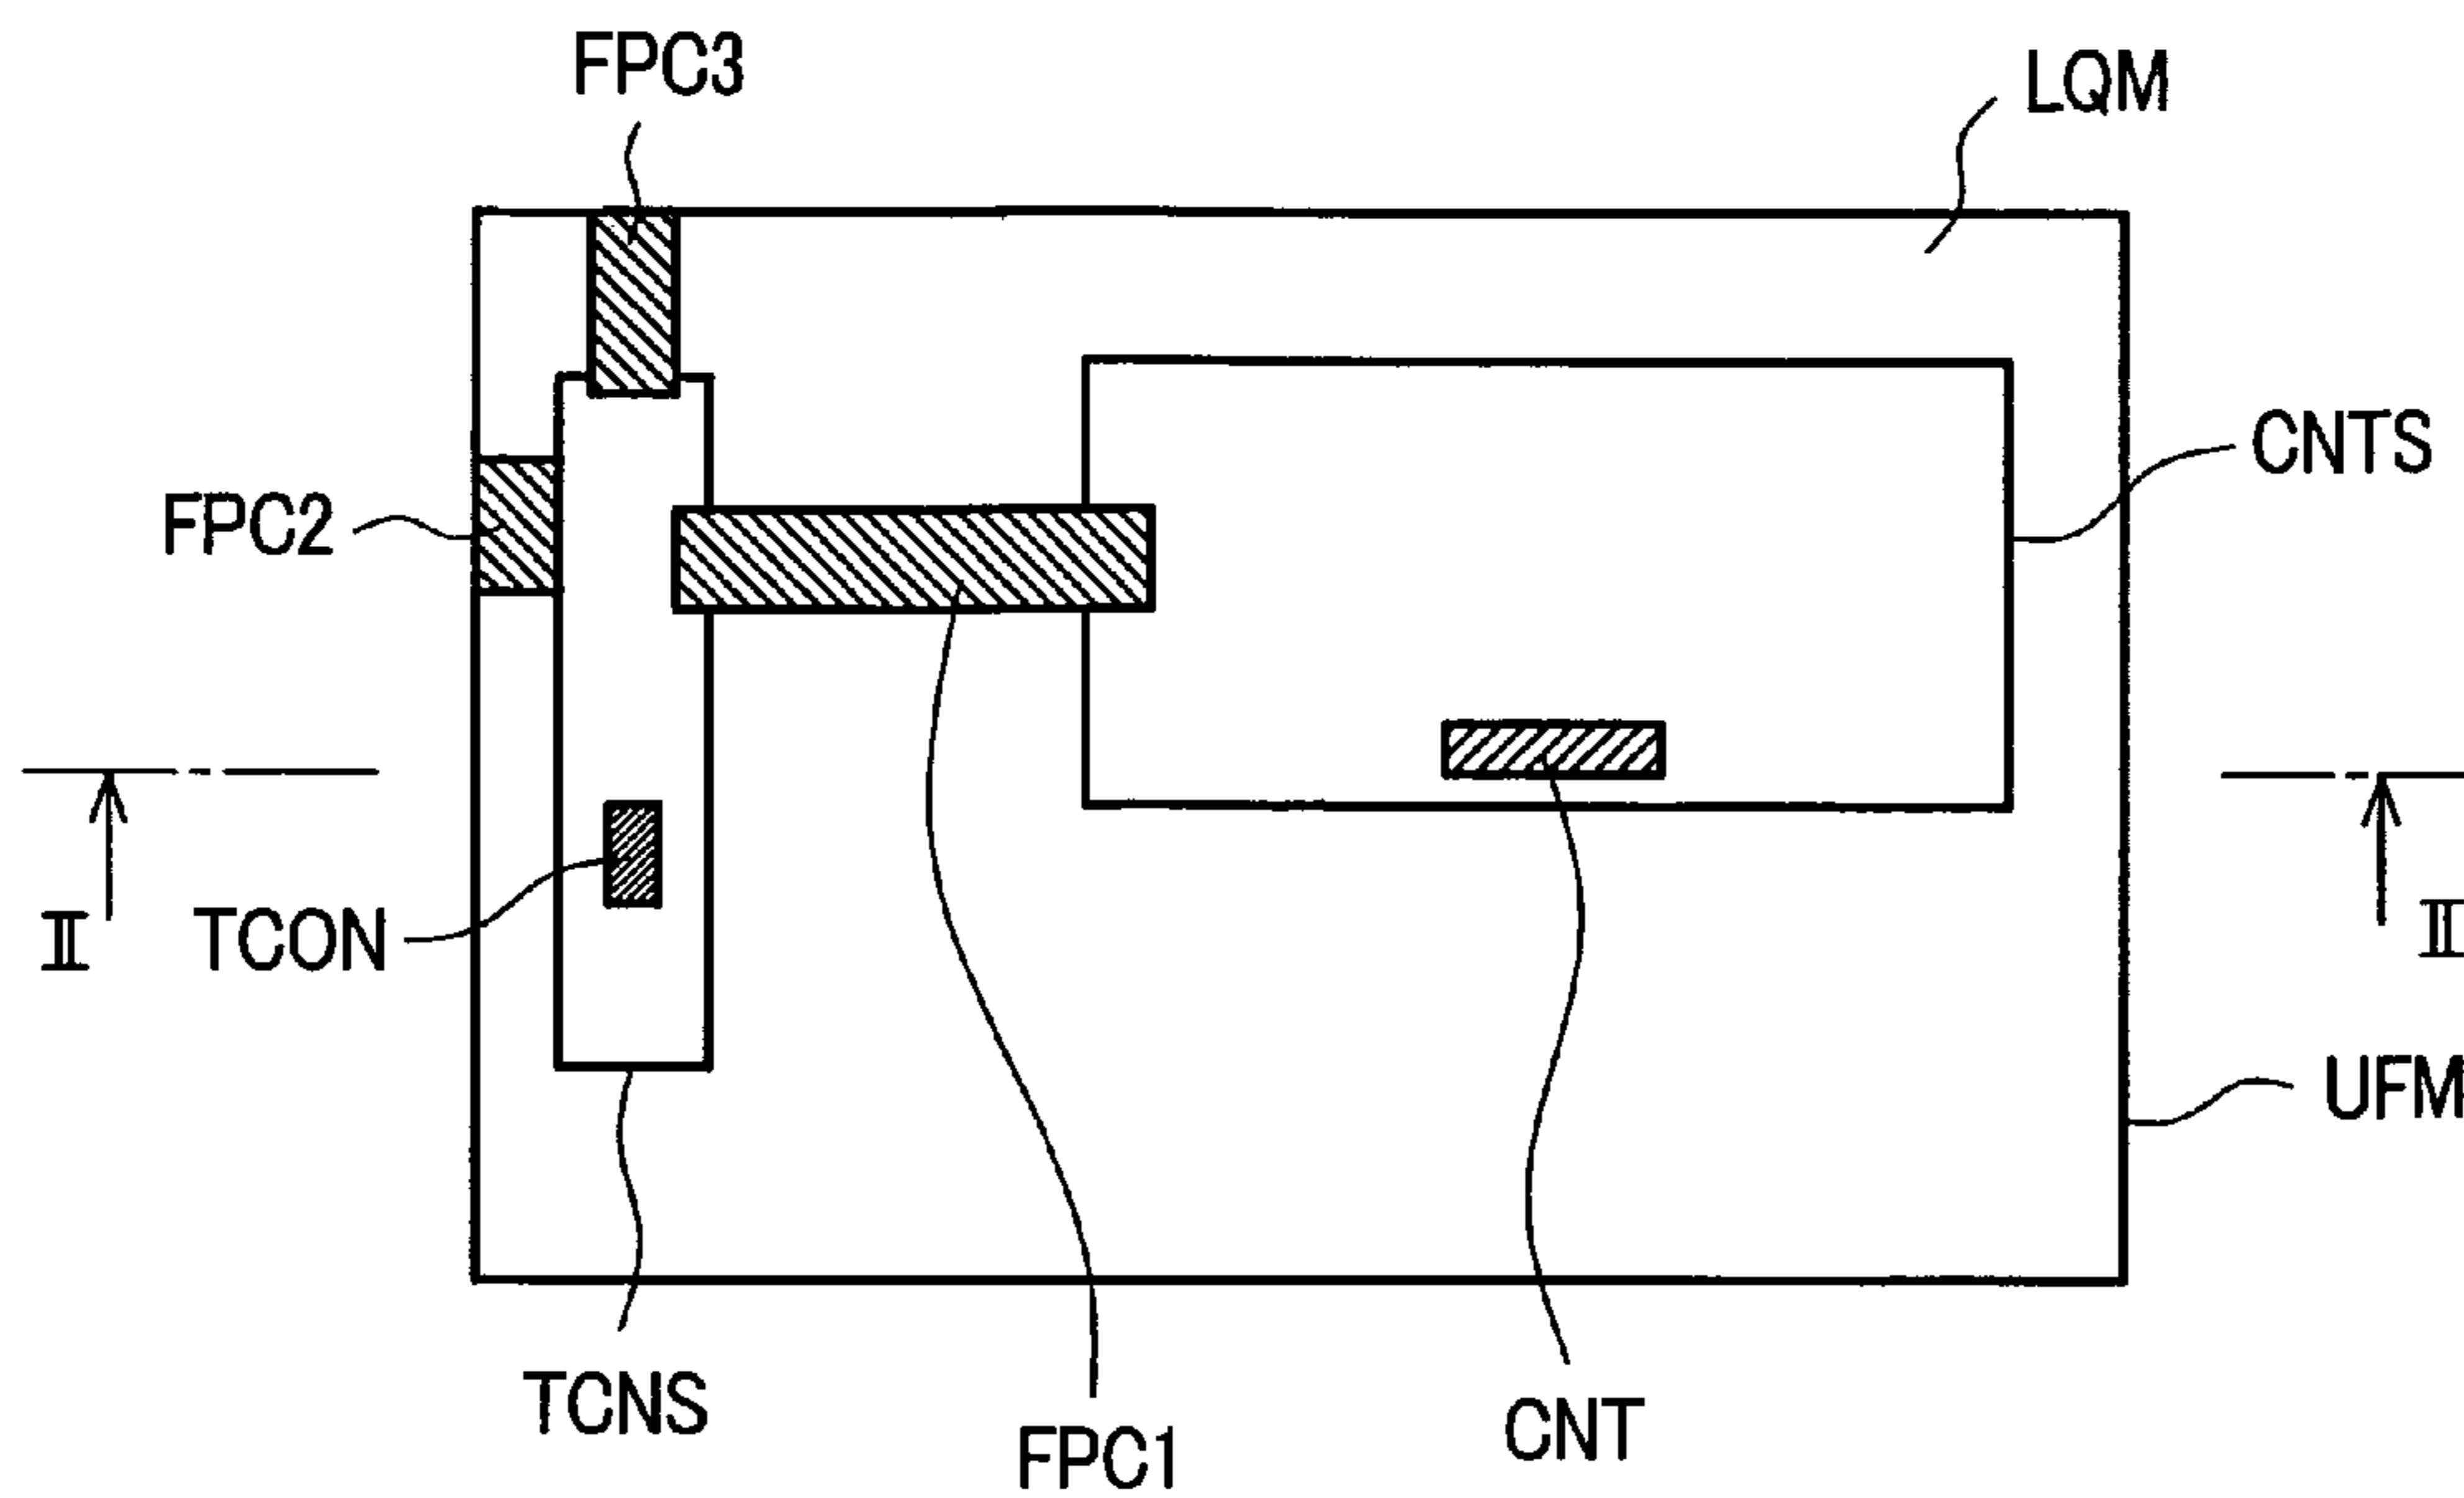 FPC3
LQM
CNTS
FPC2
II
TCON
II
UFM
TCNS
FPC1
CNT